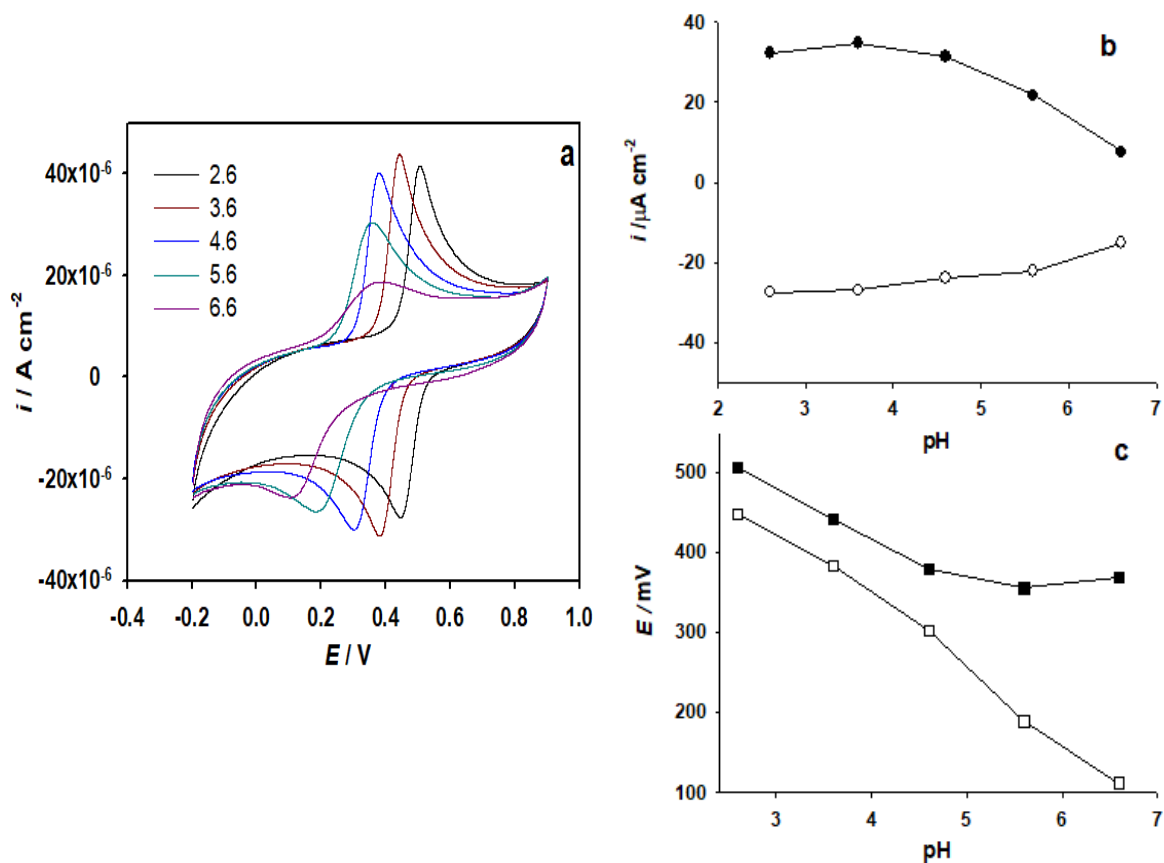 a
40x10⁻⁶
20x10⁻⁶
0
-20x10⁻⁶
-40x10⁻⁶
i / A cm⁻²
2.6
3.6
4.6
5.6
6.6
-0.4 -0.2 0.0 0.2 0.4 0.6 0.8 1.0
E / V
b
40
20
0
-20
-40
i /µA cm⁻²
2 3 4 5 6 7
pH
c
500
400
300
200
100
E / mV
3 4 5 6 7
pH